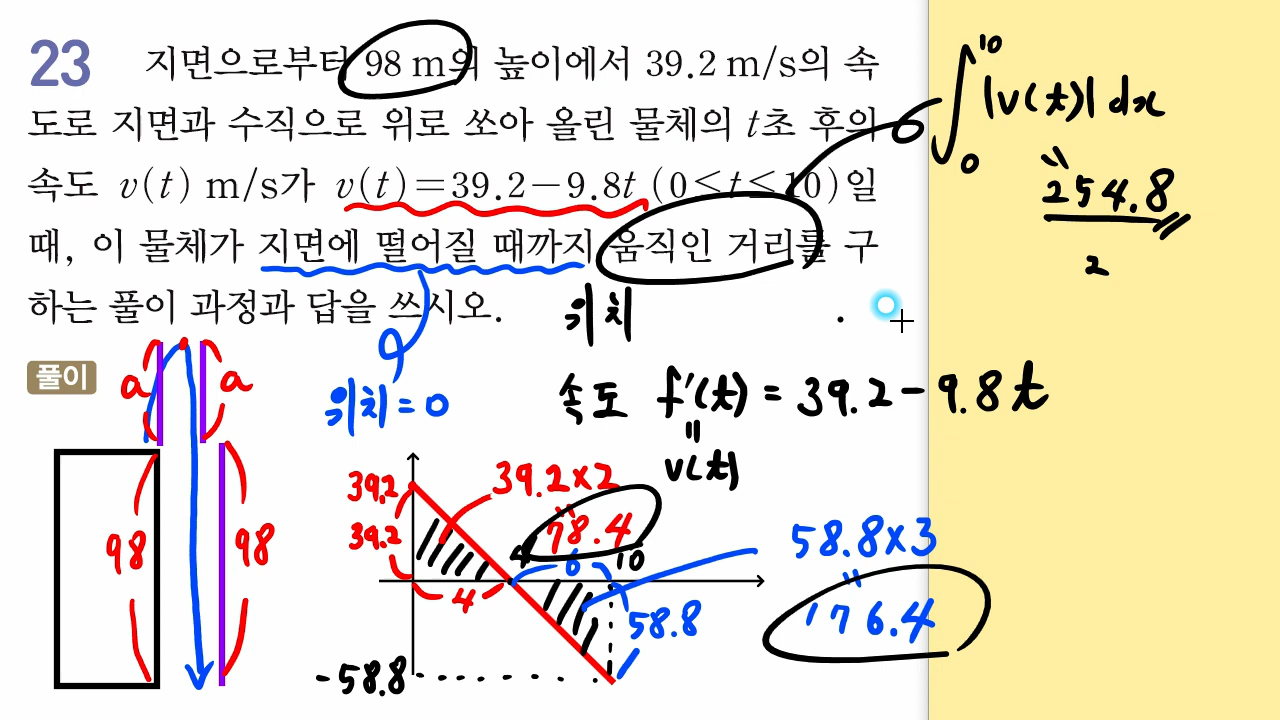 23 지면으로부터 98 m의 높이에서 39.2 m/s의 속
도로 지면과 수직으로 위로 쏘아 올린 물체의 t초 후의
속도 v(t) m/s가 v(t)=39.2−9.8t (0≤t≤10)일
때, 이 물체가 지면에 떨어질 때까지 움직인 거리를 구
하는 풀이 과정과 답을 쓰시오.
∫₀¹⁰ |v(t)| dx
"
254.8
2
위치
풀이
a a
위치=0
속도 f'(t) = 39.2−9.8t
"
v(t)
98 98
39.2
39.2
39.2×2
"
78.4
4 6 10
4
58.8
-58.8
58.8×3
"
176.4